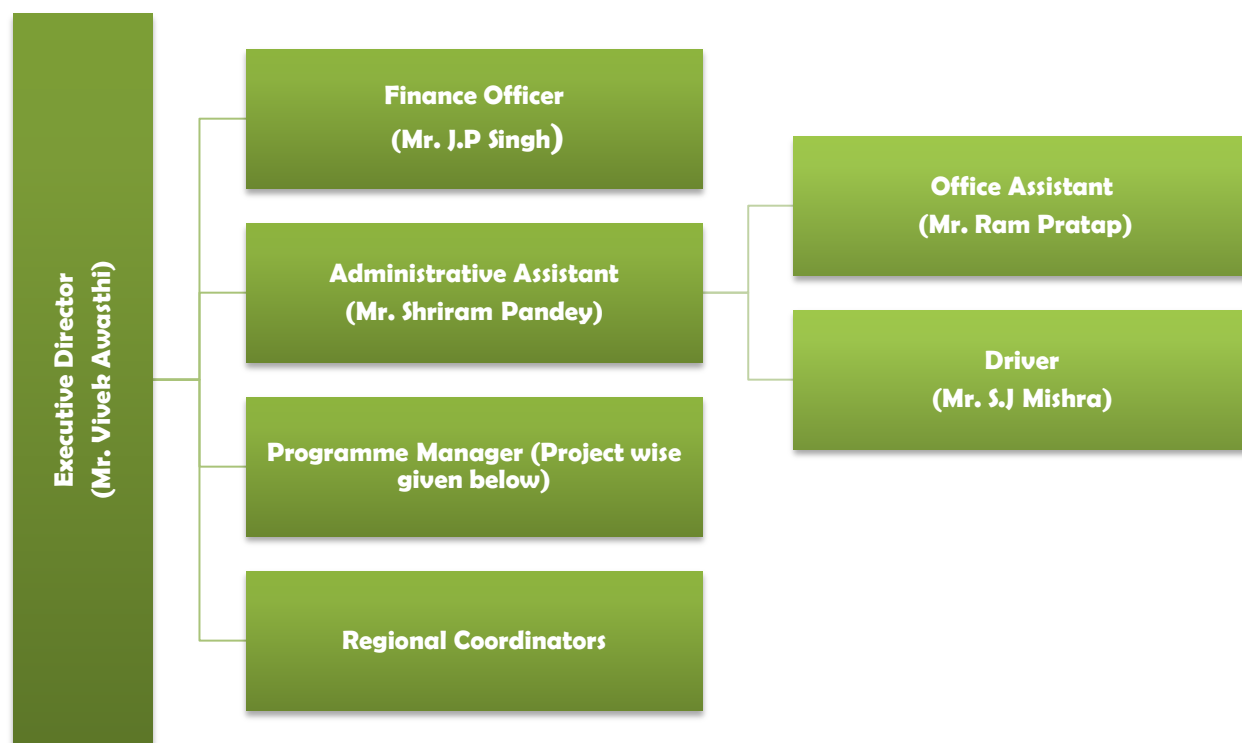 Executive Director
(Mr. Vivek Awasthi)
Finance Officer
(Mr. J.P Singh)
Administrative Assistant
(Mr. Shriram Pandey)
Programme Manager (Project wise
given below)
Regional Coordinators
Office Assistant
(Mr. Ram Pratap)
Driver
(Mr. S.J Mishra)